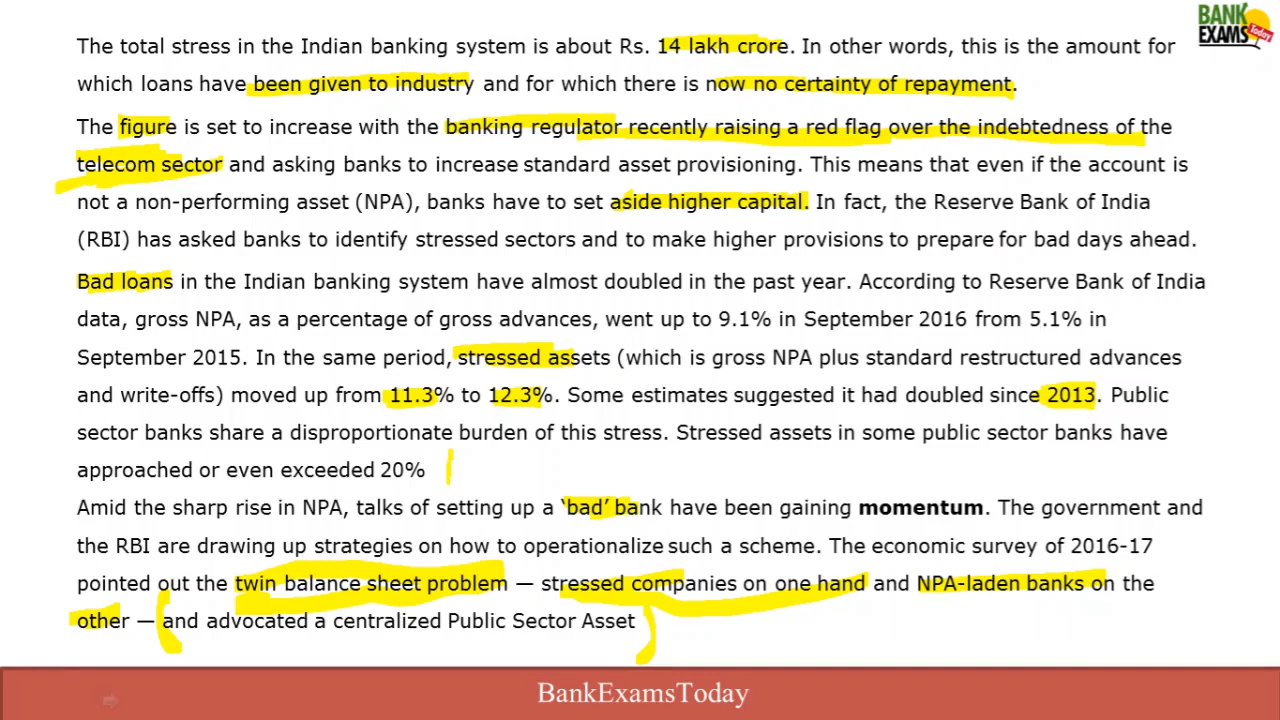 BANK
EXAMS Today
The total stress in the Indian banking system is about Rs. 14 lakh crore. In other words, this is the amount for
which loans have been given to industry and for which there is now no certainty of repayment.
The figure is set to increase with the banking regulator recently raising a red flag over the indebtedness of the
telecom sector and asking banks to increase standard asset provisioning. This means that even if the account is
not a non-performing asset (NPA), banks have to set aside higher capital. In fact, the Reserve Bank of India
(RBI) has asked banks to identify stressed sectors and to make higher provisions to prepare for bad days ahead.
Bad loans in the Indian banking system have almost doubled in the past year. According to Reserve Bank of India
data, gross NPA, as a percentage of gross advances, went up to 9.1% in September 2016 from 5.1% in
September 2015. In the same period, stressed assets (which is gross NPA plus standard restructured advances
and write-offs) moved up from 11.3% to 12.3%. Some estimates suggested it had doubled since 2013. Public
sector banks share a disproportionate burden of this stress. Stressed assets in some public sector banks have
approached or even exceeded 20%
Amid the sharp rise in NPA, talks of setting up a ‘bad’ bank have been gaining momentum. The government and
the RBI are drawing up strategies on how to operationalize such a scheme. The economic survey of 2016-17
pointed out the twin balance sheet problem — stressed companies on one hand and NPA-laden banks on the
other — and advocated a centralized Public Sector Asset
BankExamsToday